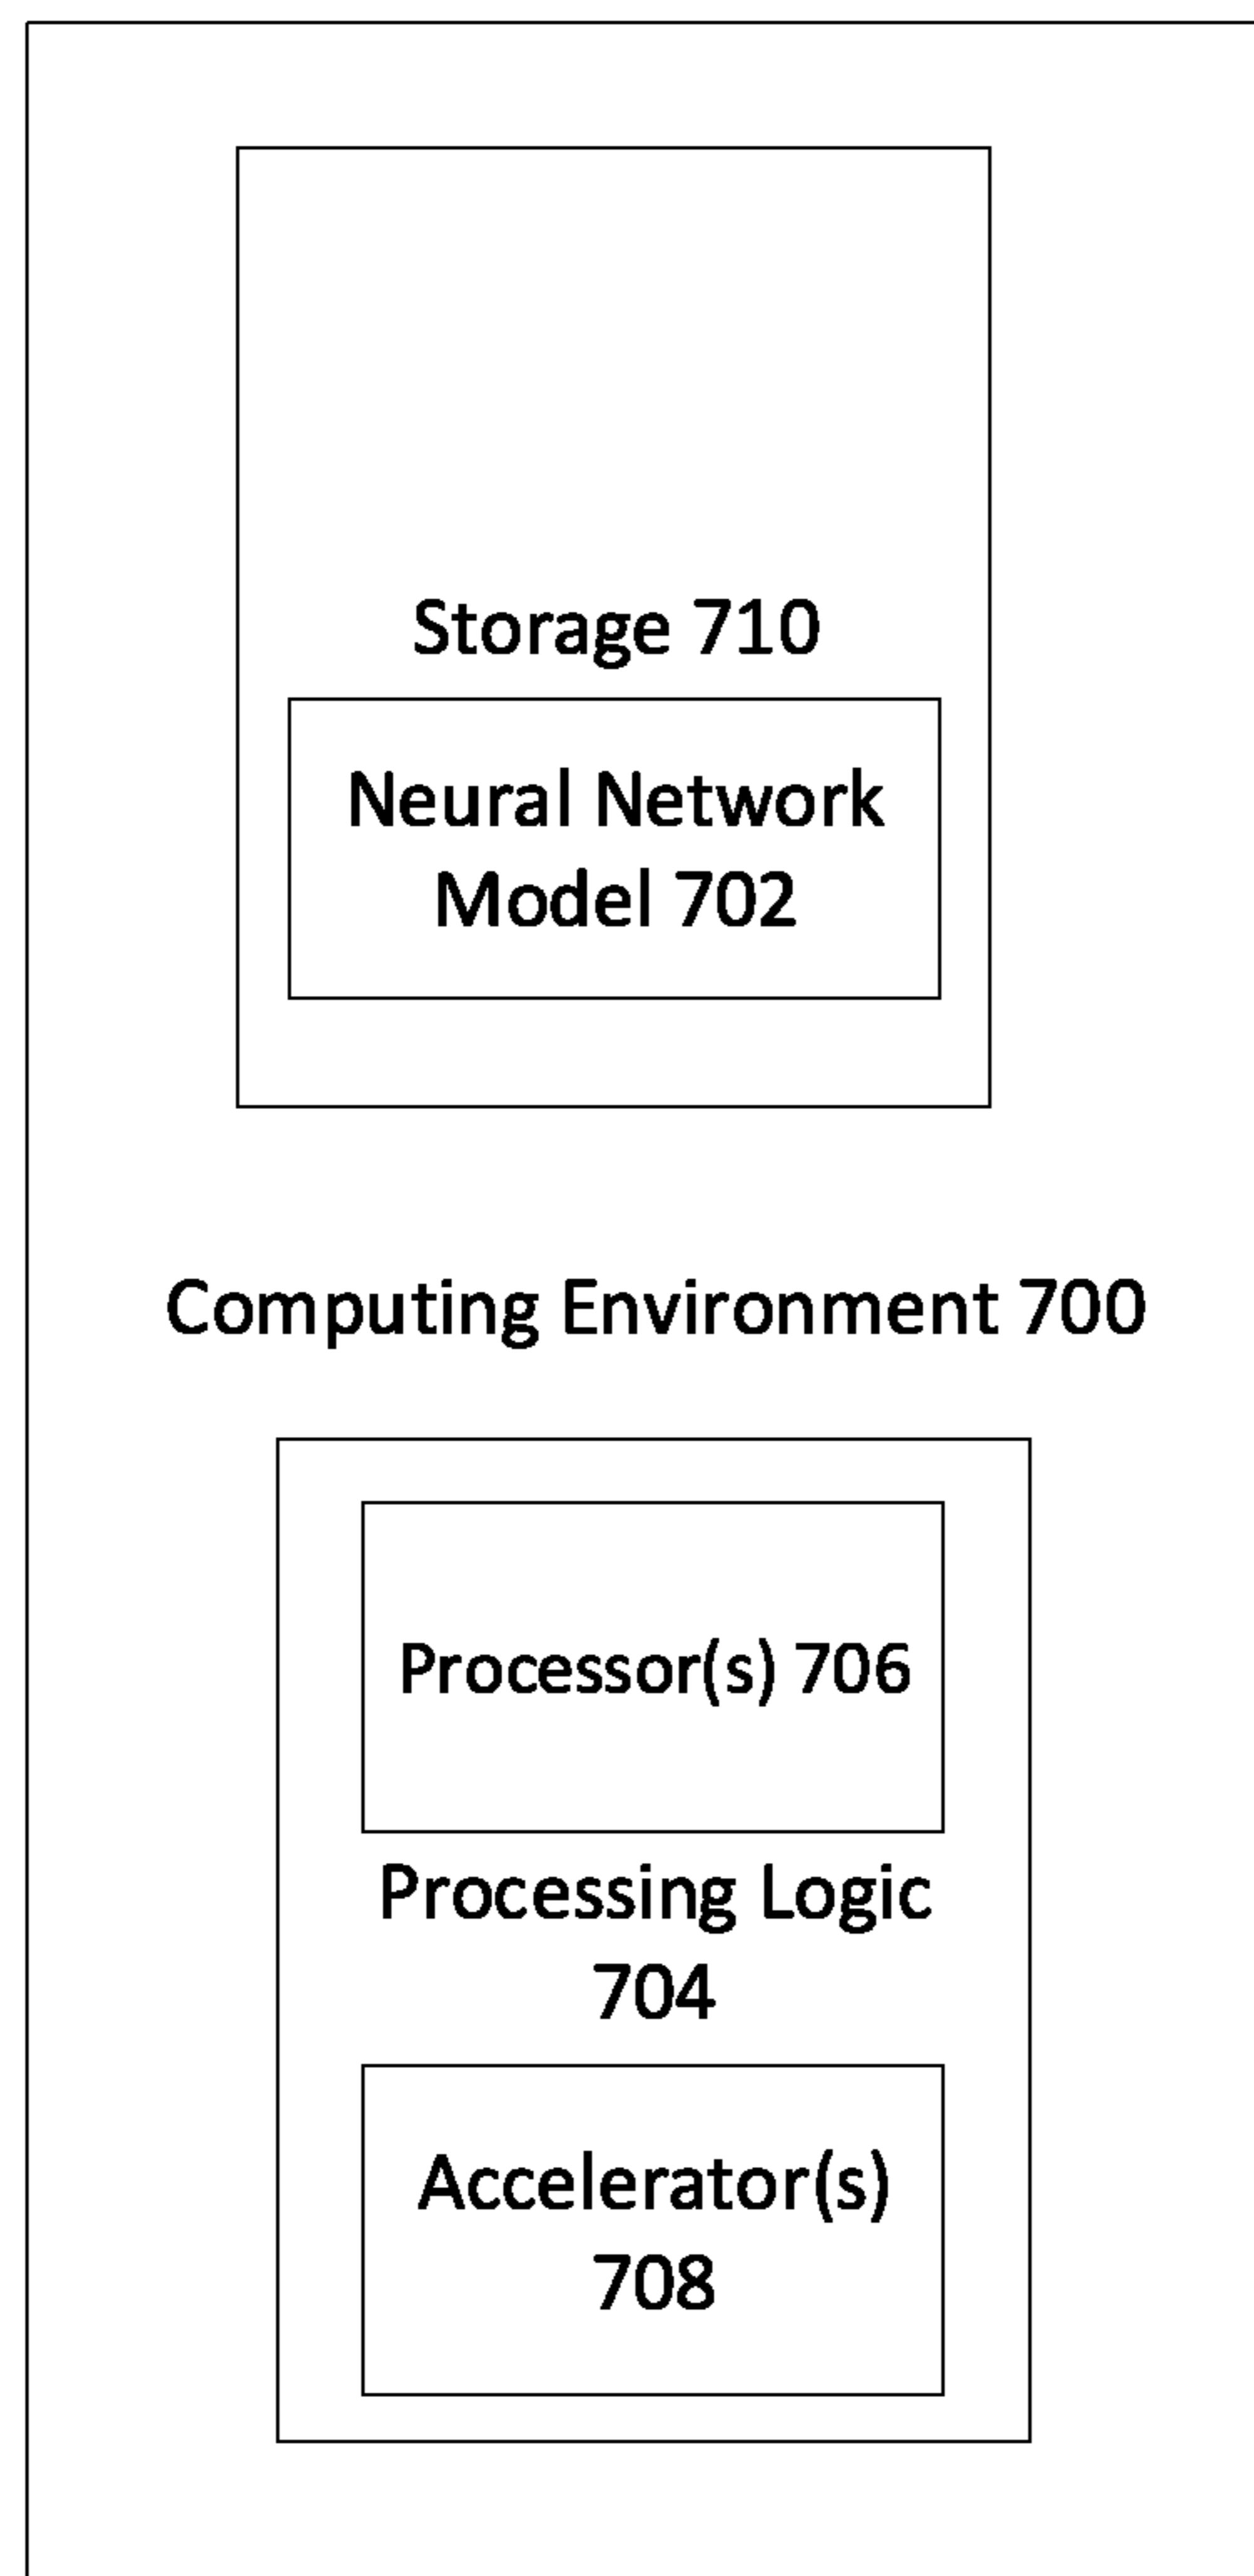 Storage 710
Neural Network
Model 702
Computing Environment 700
Processor(s) 706
Processing Logic
704
Accelerator(s)
708